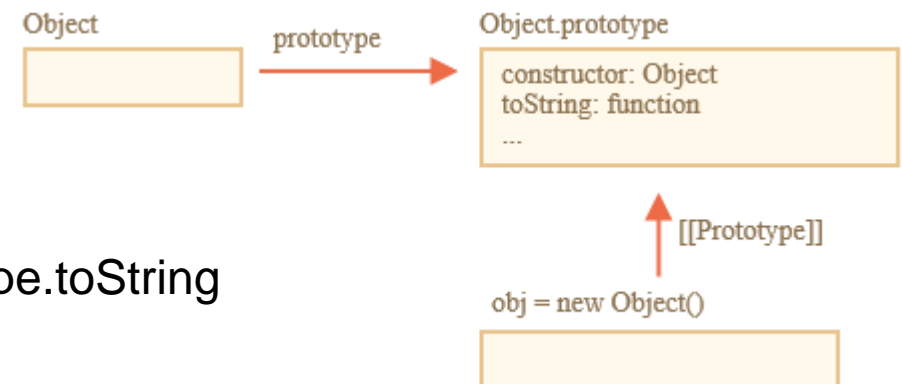 Object
prototype
Object.prototype
constructor: Object
toString: function
...
[[Prototype]]
pe.toString
obj = new Object()